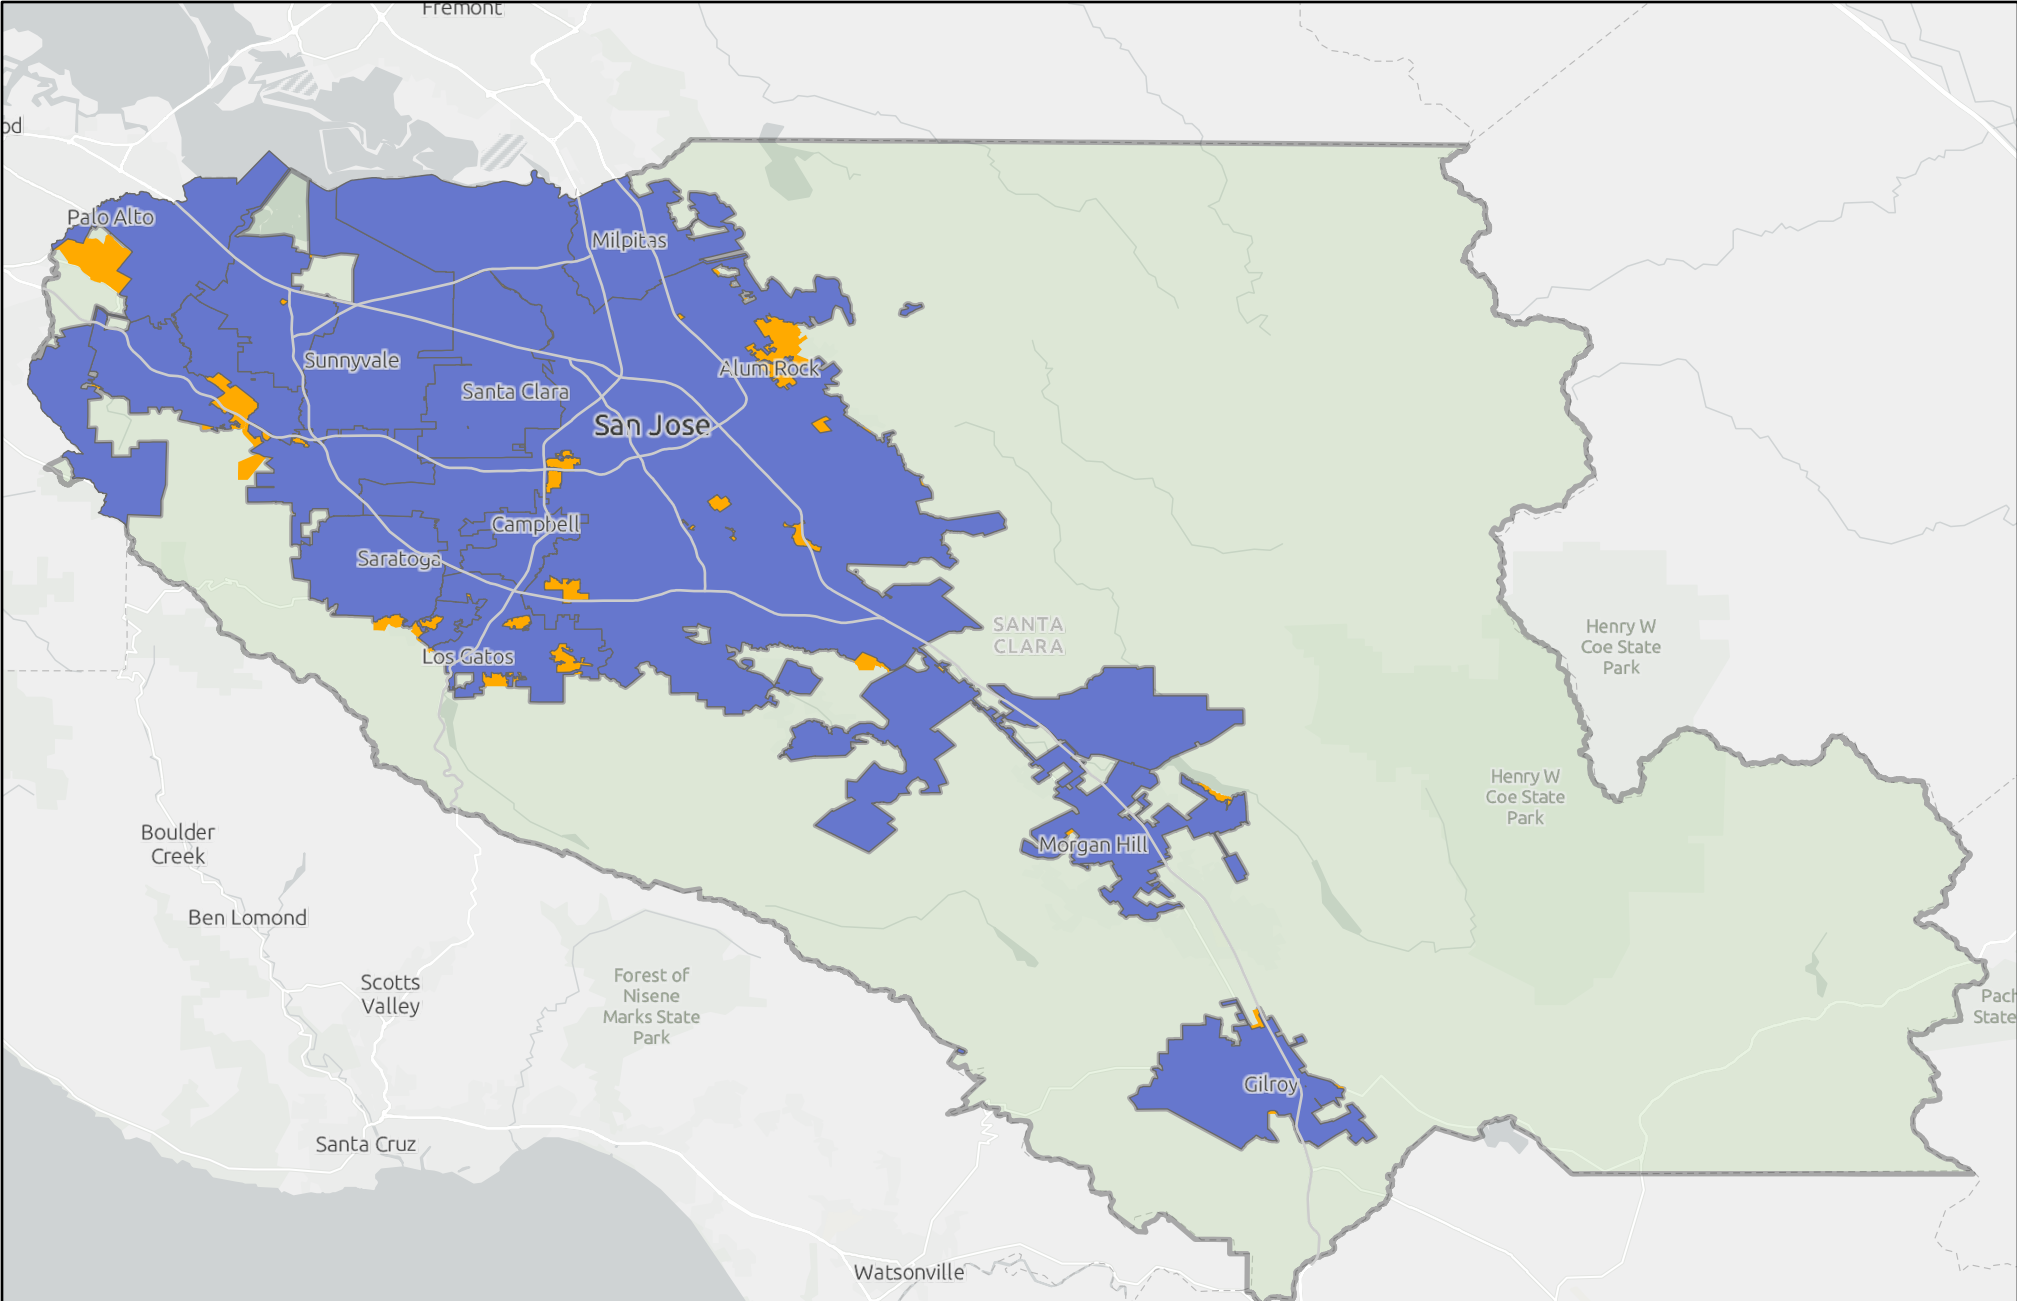 Fremont
od
Palo Alto
Milpitas
Sunnyvale
Santa Clara
Alum Rock
San Jose
Campbell
Saratoga
Los Gatos
SANTA
CLARA
Henry W
Coe State
Park
Henry W
Coe State
Park
Morgan Hill
Boulder
Creek
Ben Lomond
Scotts
Valley
Forest of
Nisene
Marks State
Park
Pach
State
Gilroy
Santa Cruz
Watsonville